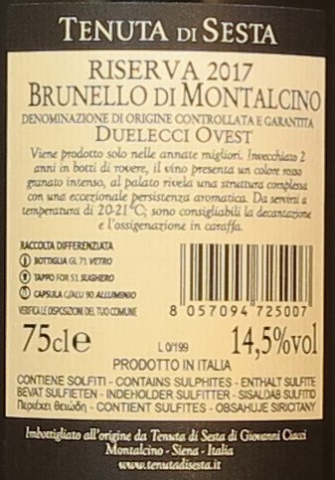 TENUTA DI SESTA
RISERVA 2017
BRUNELLO DI MONTALCINO
DENOMINAZIONE DI ORIGINE CONTROLLATA E GARANTITA
DUELECCI OVEST
Viene prodotto solo nelle annate migliori. Invecchiato 2
anni in botti di rovere, il vino presenta un colore rosso
granato intenso, al palato rivela una struttura complessa
con una eccezionale persistenza aromatica. Da servirsi a
temperatura di 20-21°C; sono consigliabili la decantazione
e l'ossigenazione in caraffa.
RACCOLTA DIFFERENZIATA
BOTTIGLIA GL 71 VETRO
TAPPO FOR 51 SUGHERO
CAPSULA C/ALU 90 ALLUMINIO
VERIFICA LE DISPOSIZIONI DEL TUO COMUNE
8 057094 725007
75cle
L 0/199
14,5%vol
PRODOTTO IN ITALIA
CONTIENE SOLFITI - CONTAINS SULPHITES - ENTHALT SULFITE
BEVAT SULFIETEN - INDEHOLDER SULFITTER - SISALDAB SULFITID
Περιέχει θειώδη - CONTIENT SULFITES - OBSAHUJE SIRICITANY
Imbottigliato all'origine da Tenuta di Sesta di Giovanni Ciacci
Montalcino - Siena - Italia
www.tenutadisesta.it